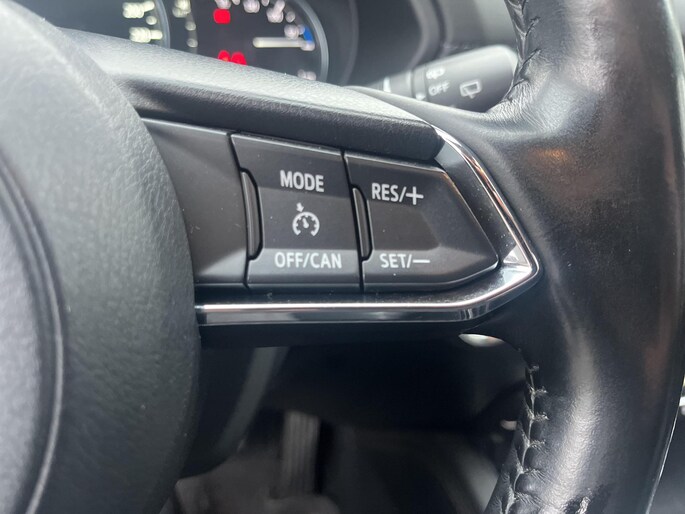 OFF
MODE
RES/+
OFF/CAN
SET/−